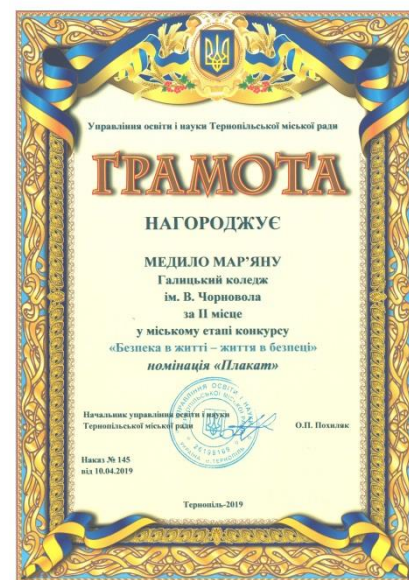 Управління освіти і науки Тернопільської міської ради
ГРАМОТА
НАГОРОДЖУЄ
МЕДИЛО МАР’ЯНУ
Галицький коледж
ім. В. Чорновола
за ІІ місце
у міському етапі конкурсу
«Безпека в житті – життя в безпеці»
номінація «Плакат»
Начальник управління освіти і науки
Тернопільської міської ради О.П. Похиляк
Наказ № 145
від 10.04.2019
Тернопіль-2019